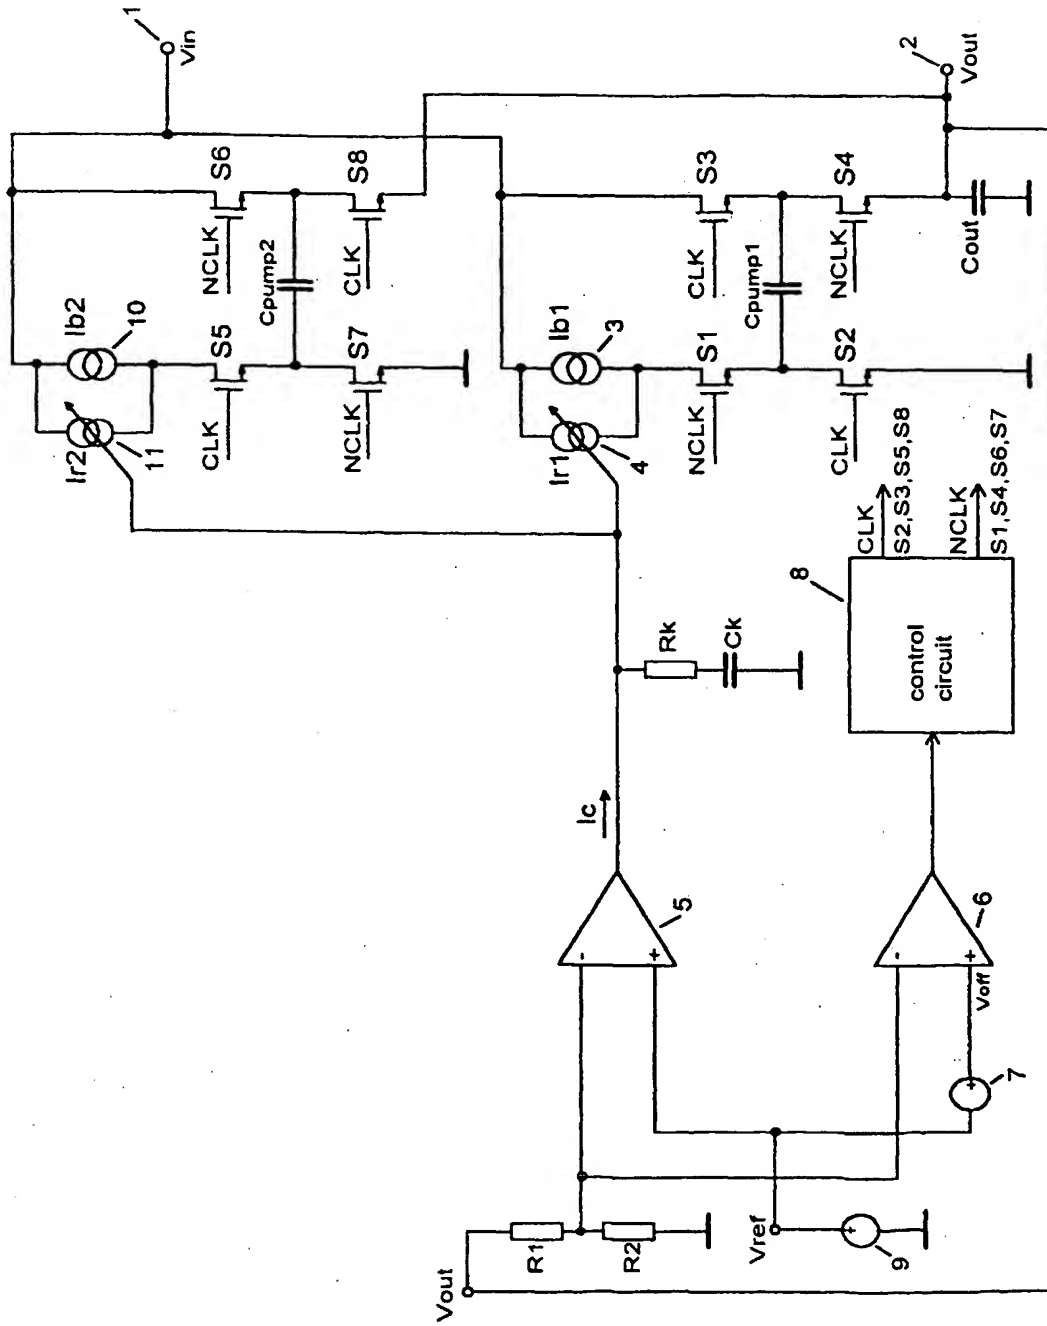 1
Vin
2
Vout
S6
S8
NCLK
CLK
Cpump2
Ib2
10
Ir2
11
S5
S7
CLK
NCLK
S3
S4
CLK
NCLK
Cout
Cpump1
Ib1
3
Ir1
4
S1
S2
NCLK
CLK
CLK
S2,S3,S5,S8
NCLK
S1,S4,S6,S7
8
control
circuit
Rk
Ck
Ic
5
-
+
6
-
+
Voff
+
7
Vout
R1
R2
Vref
+
9